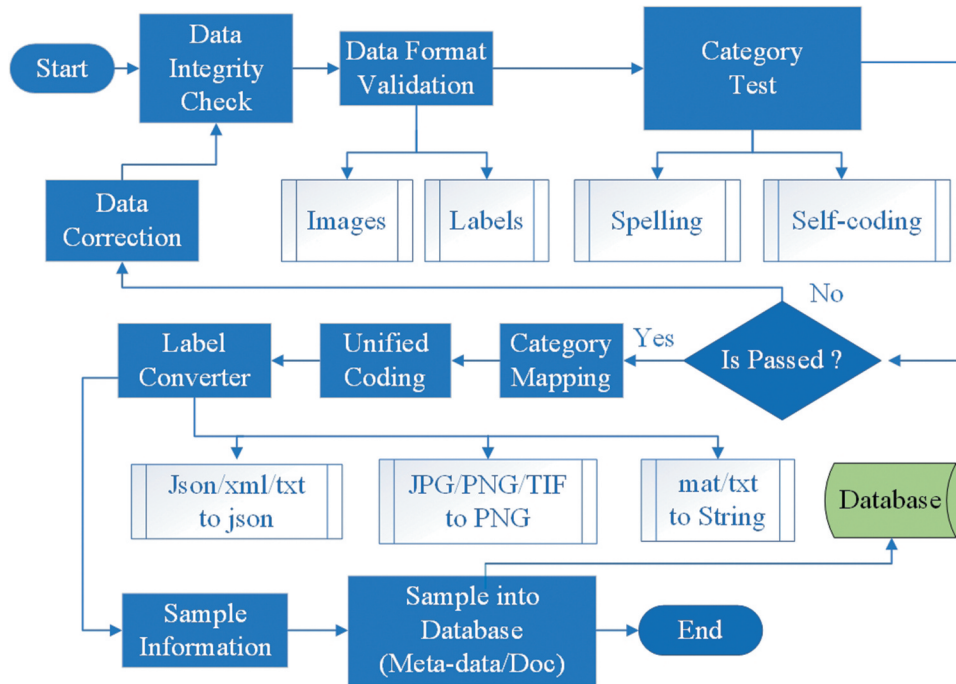 Start
Data
Integrity
Check
Data Format
Validation
Category
Test
Data
Correction
Images
Labels
Spelling
Self-coding
No
Label
Converter
Unified
Coding
Category
Mapping
Yes
Is Passed ?
Json/xml/txt
to json
JPG/PNG/TIF
to PNG
mat/txt
to String
Database
Sample
Information
Sample into
Database
(Meta-data/Doc)
End